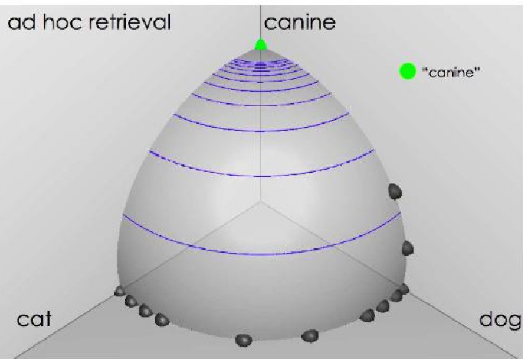 ad hoc retrieval
canine
"canine"
cat
dog